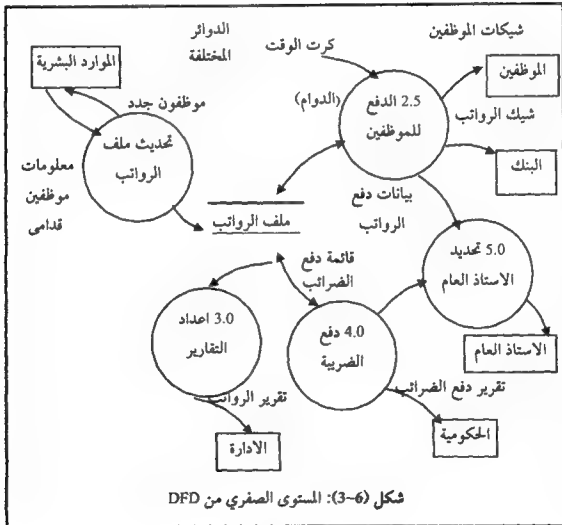 الدوائر
المختلفة
شيكات الموظفين
كرت الوقت
الموارد البشرية
الموظفين
موظفون جدد
(الدوام)
2.5 الدفع
للموظفين
شيك الرواتب
تحديث ملف
الرواتب
معلومات
موظفين
قدامى
البنك
بيانات دفع
الرواتب
ملف الرواتب
5.0 تحديد
الاستاذ العام
قائمة دفع
الضرائب
3.0 اعداد
التقارير
4.0 دفع
الضريبة
الاستاذ العام
تقرير الرواتب
تقرير دفع الضرائب
الادارة
الحكومية
شكل (6-3): المستوى الصفري من DFD